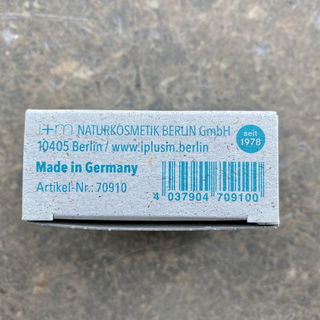 i+m NATURKOSMETIK BERLIN GmbH
10405 Berlin / www.iplusm.berlin
seit
1978
Made in Germany
Artikel-Nr.: 70910
4 037904 709100